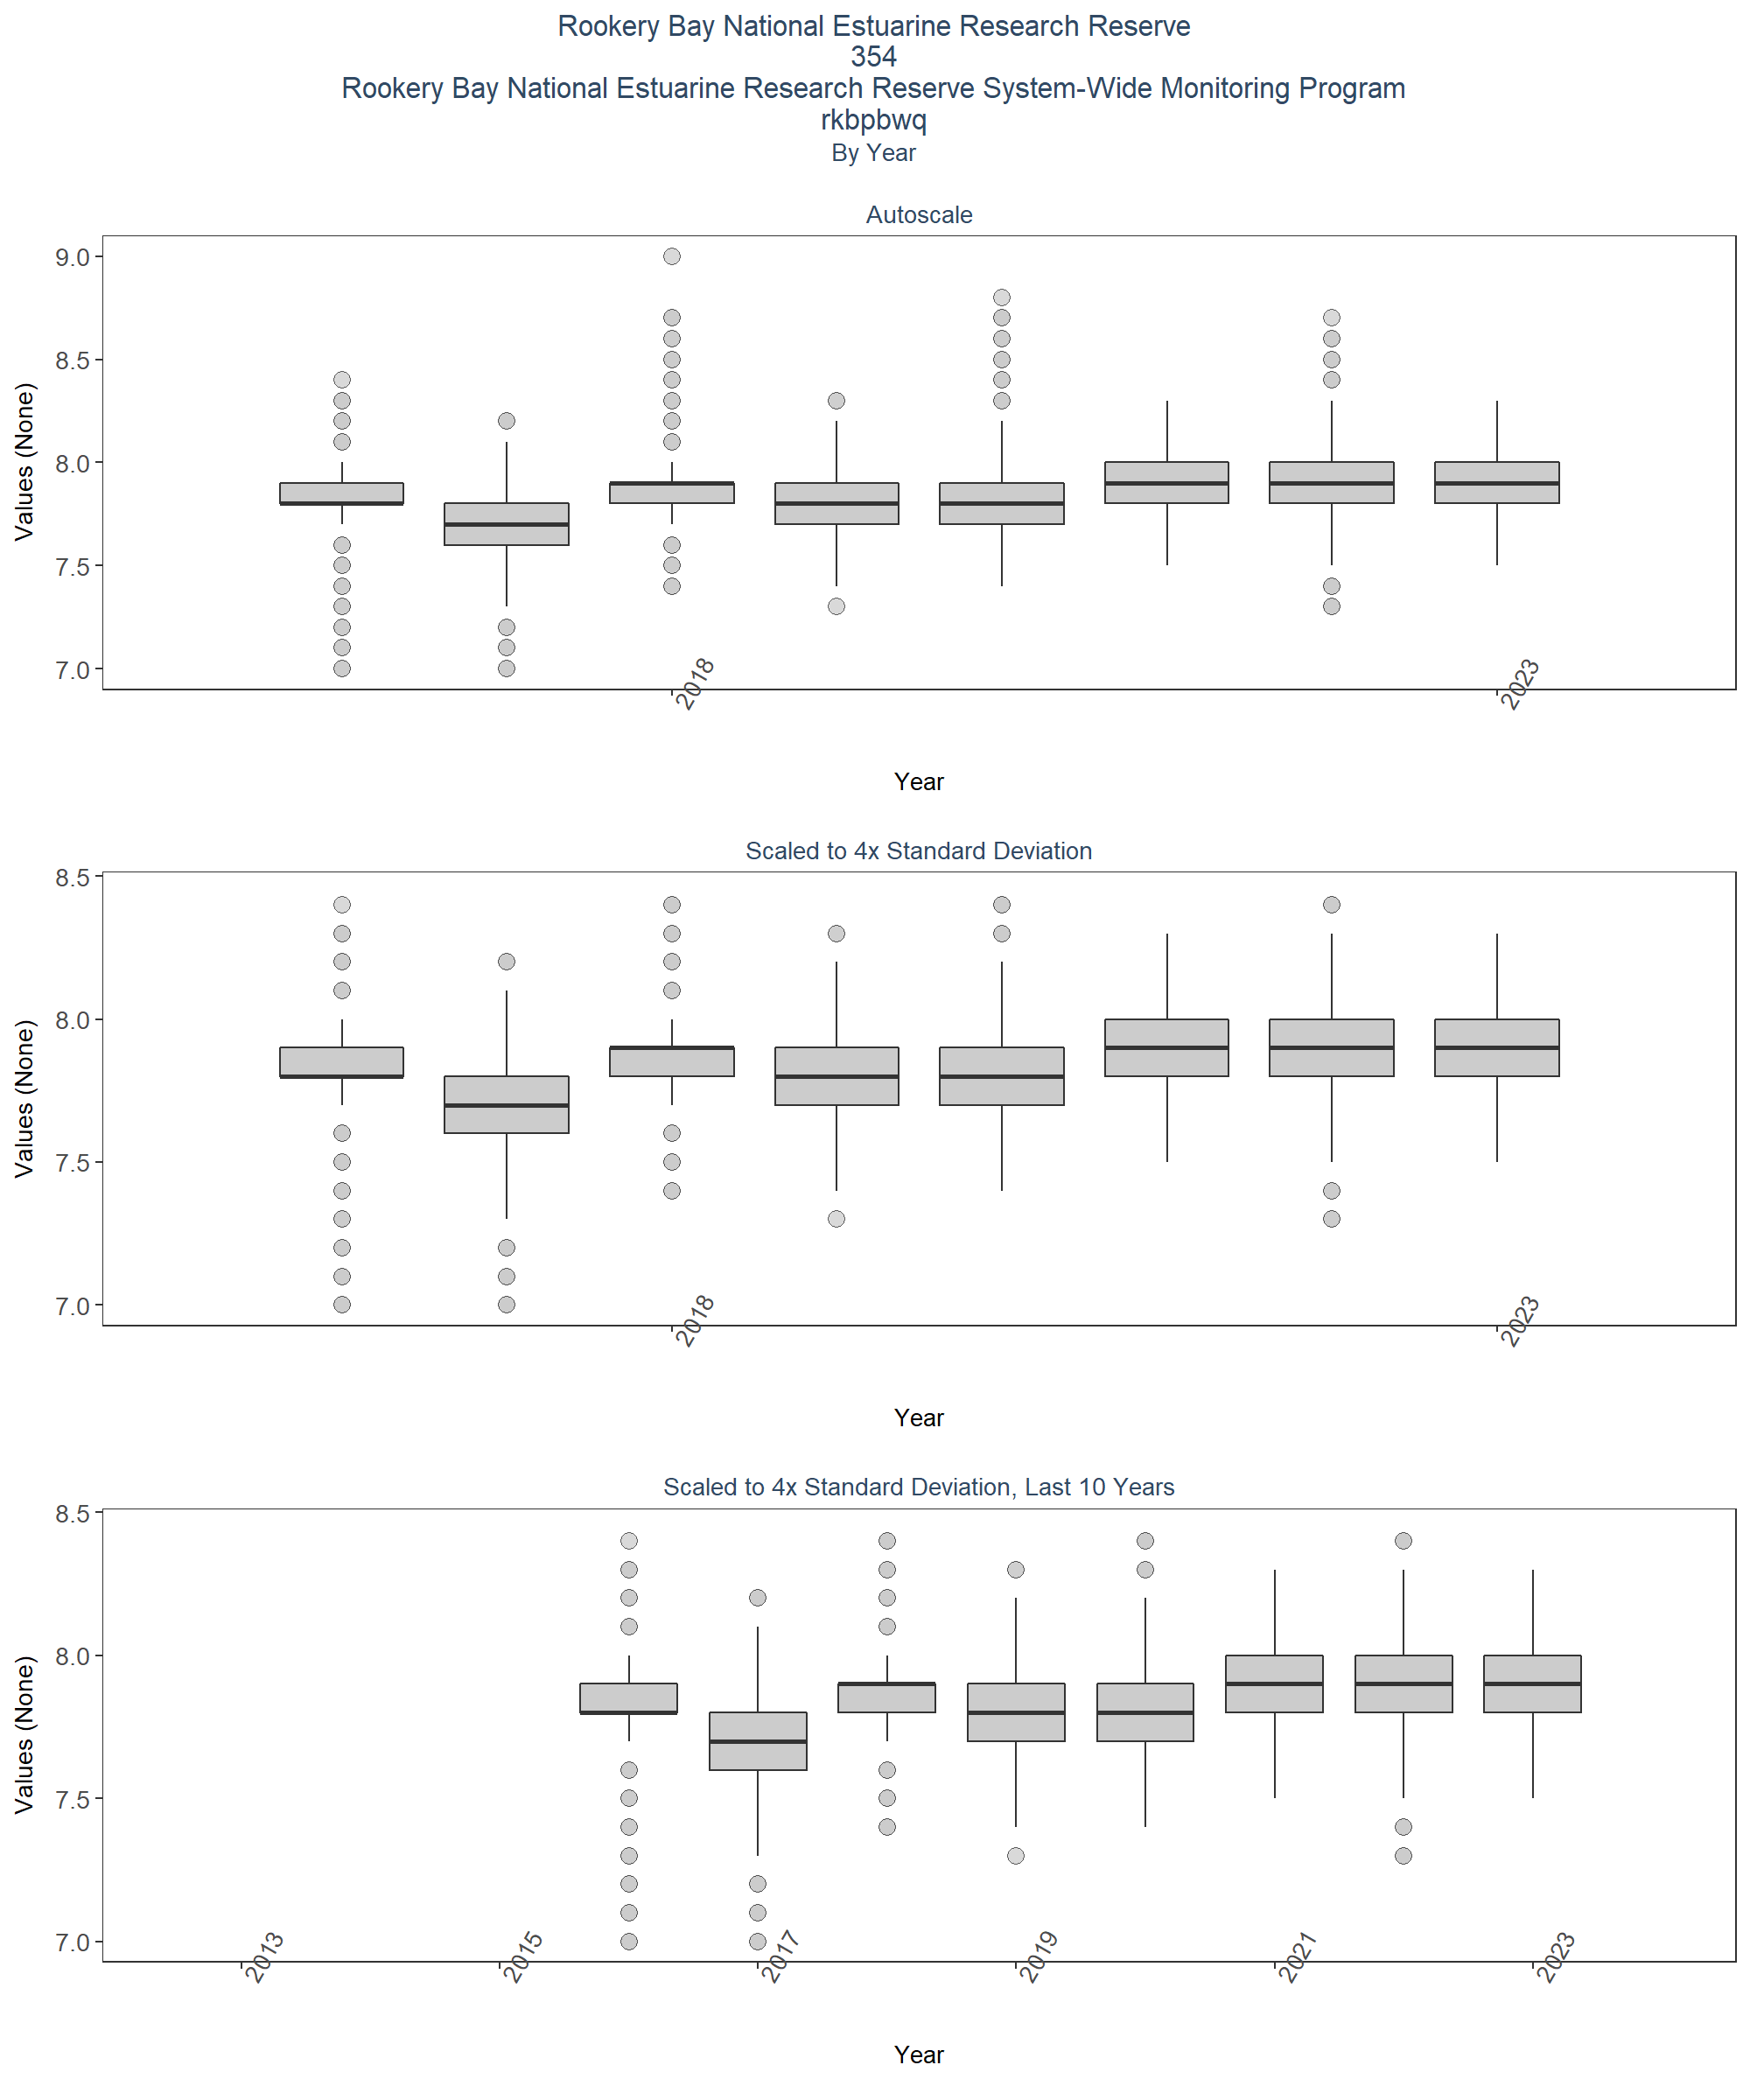 Rookery Bay National Estuarine Research Reserve
354
Rookery Bay National Estuarine Research Reserve System-Wide Monitoring Program
rkbpbwq
By Year
Autoscale
Values (None)
9.0
8.5
8.0
7.5
7.0
2018
2023
Year
Scaled to 4x Standard Deviation
Values (None)
8.5
8.0
7.5
7.0
2018
2023
Year
Scaled to 4x Standard Deviation, Last 10 Years
Values (None)
8.5
8.0
7.5
7.0
2013
2015
2017
2019
2021
2023
Year